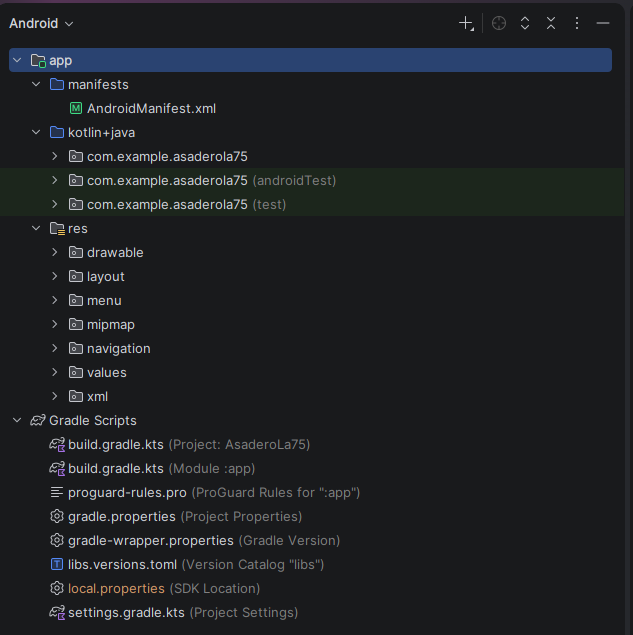 Android
app
manifests
AndroidManifest.xml
kotlin+java
com.example.asaderola75
com.example.asaderola75 (androidTest)
com.example.asaderola75 (test)
res
drawable
layout
menu
mipmap
navigation
values
xml
Gradle Scripts
build.gradle.kts (Project: AsaderoLa75)
build.gradle.kts (Module :app)
proguard-rules.pro (ProGuard Rules for ":app")
gradle.properties (Project Properties)
gradle-wrapper.properties (Gradle Version)
libs.versions.toml (Version Catalog "libs")
local.properties (SDK Location)
settings.gradle.kts (Project Settings)